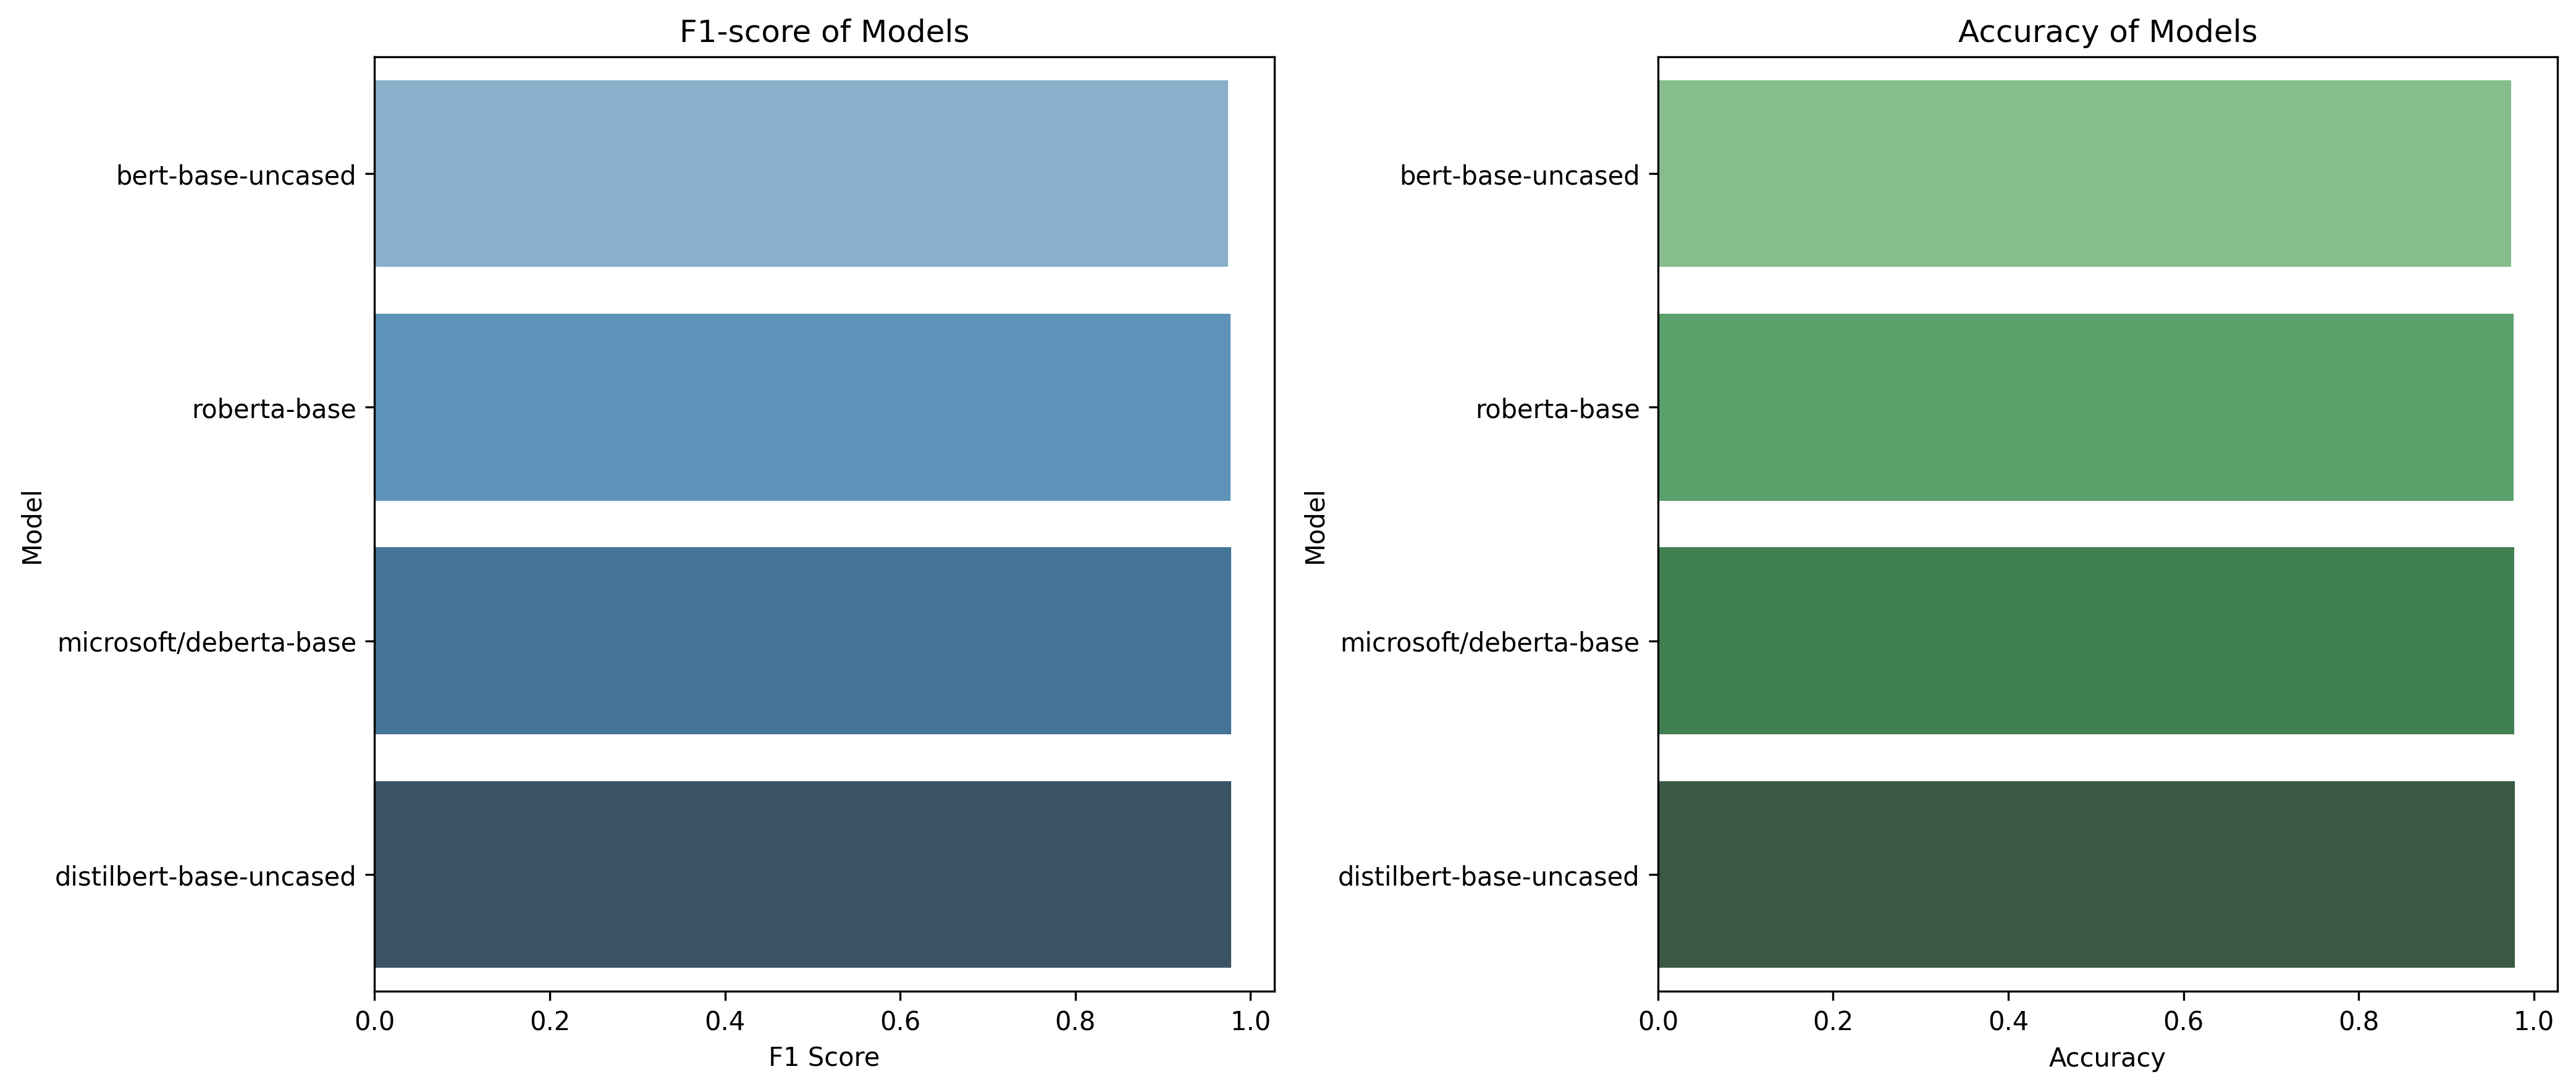 F1-score of Models
bert-base-uncased
roberta-base
microsoft/deberta-base
distilbert-base-uncased
Model
0.0 0.2 0.4 0.6 0.8 1.0
F1 Score
Accuracy of Models
bert-base-uncased
roberta-base
microsoft/deberta-base
distilbert-base-uncased
Model
0.0 0.2 0.4 0.6 0.8 1.0
Accuracy